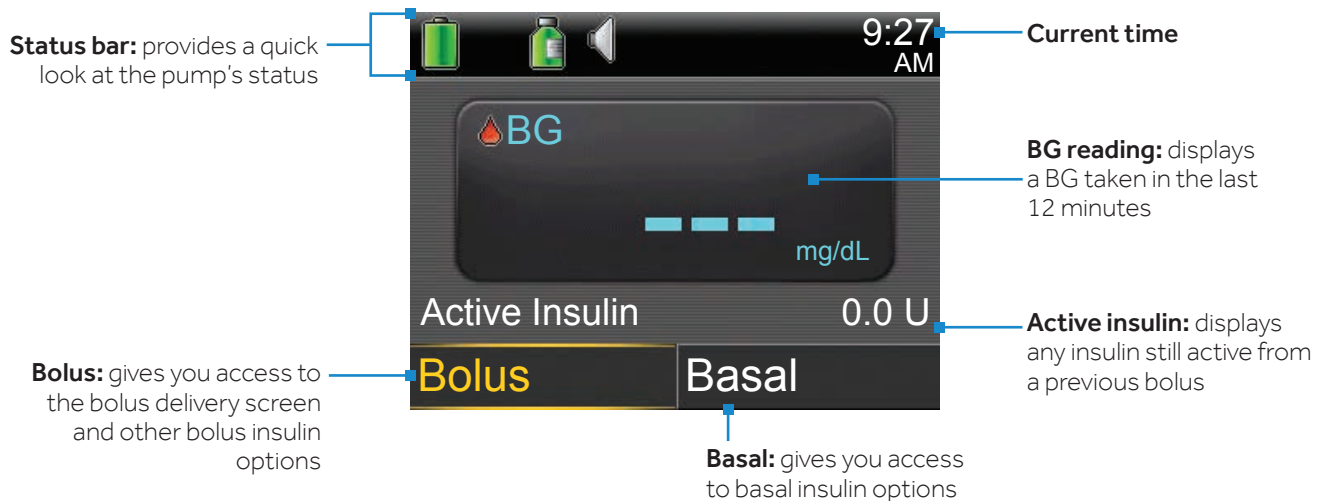 Status bar: provides a quick
look at the pump's status
9:27
AM
Current time
BG
BG reading: displays
a BG taken in the last
12 minutes
---
mg/dL
Active Insulin
0.0 U
Active insulin: displays
any insulin still active from
a previous bolus
Bolus
Basal
Bolus: gives you access to
the bolus delivery screen
and other bolus insulin
options
Basal: gives you access
to basal insulin options